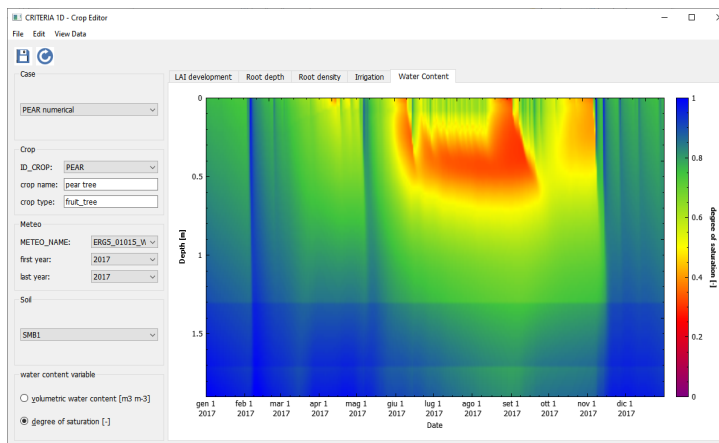 CRITERIA 1D - Crop Editor
File Edit View Data
Case
PEAR numerical
Crop
ID_CROP: PEAR
crop name: pear tree
crop type: fruit_tree
Meteo
METEO_NAME:
first year: 2017
last year: 2017
Soil
SMB1
water content variable
volumetric water content [m3 m-3]
degree of saturation [-]
LAI development Root depth Root density Irrigation Water Content
Depth [m]
0
0.5
1
1.5
gen 1 feb 1 mar 1 apr 1 mag 1 giu 1 lug 1 ago 1 set 1 ott 1 nov 1 dic 1
2017 2017 2017 2017 2017 2017 2017 2017 2017 2017 2017 2017
Date
1
0.8
0.6
0.4
0.2
0
degree of saturation [-]